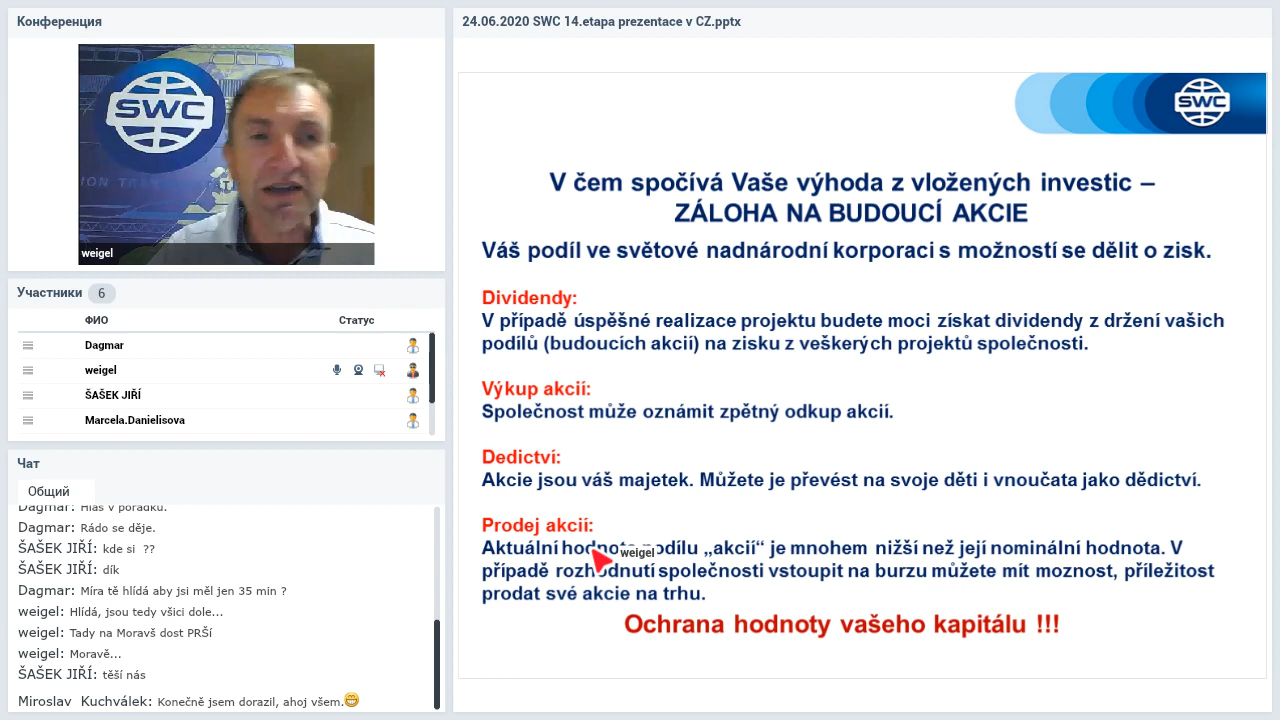 Конференция
SWC
weigel
Участники 6
ФИО Статус
Dagmar
weigel
ŠAŠEK JIŘÍ
Marcela.Danielisova
Чат
Общий
Dagmar: Hlas v pořádku.
Dagmar: Rádo se děje.
ŠAŠEK JIŘÍ: kde si ??
ŠAŠEK JIŘÍ: dík
Dagmar: Míra tě hlídá aby jsi měl jen 35 min ?
weigel: Hlídá, jsou tedy všici dole...
weigel: Tady na Moravš dost PRŠí
weigel: Moravě...
ŠAŠEK JIŘÍ: těší nás
Miroslav Kuchválek: Konečně jsem dorazil, ahoj všem.
24.06.2020 SWC 14.etapa prezentace v CZ.pptx
SWC
V čem spočívá Vaše výhoda z vložených investic –
ZÁLOHA NA BUDOUCÍ AKCIE
Váš podíl ve světové nadnárodní korporaci s možností se dělit o zisk.
Dividendy:
V případě úspěšné realizace projektu budete moci získat dividendy z držení vašich
podílů (budoucích akcií) na zisku z veškerých projektů společnosti.
Výkup akcií:
Společnost může oznámit zpětný odkup akcií.
Dedictví:
Akcie jsou váš majetek. Můžete je převést na svoje děti i vnoučata jako dědictví.
Prodej akcií:
Aktuální hodnota podílu „akcií“ je mnohem nižší než její nominální hodnota. V
weigel
případě rozhodnutí společnosti vstoupit na burzu můžete mít moznost, příležitost
prodat své akcie na trhu.
Ochrana hodnoty vašeho kapitálu !!!